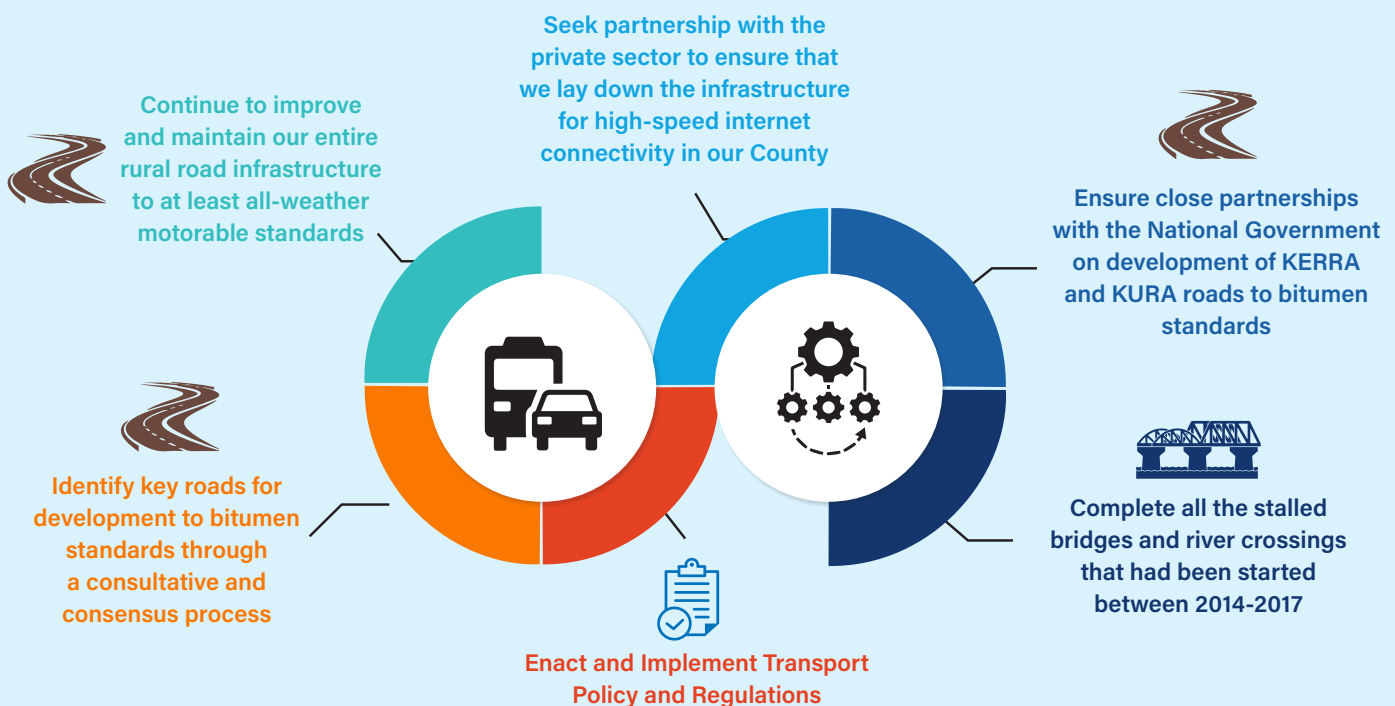 Seek partnership with the
private sector to ensure that
we lay down the infrastructure
for high-speed internet
connectivity in our County
Continue to improve
and maintain our entire
rural road infrastructure
to at least all-weather
motorable standards
Ensure close partnerships
with the National Government
on development of KERRA
and KURA roads to bitumen
standards
Identify key roads for
development to bitumen
standards through
a consultative and
consensus process
Complete all the stalled
bridges and river crossings
that had been started
between 2014-2017
Enact and Implement Transport
Policy and Regulations